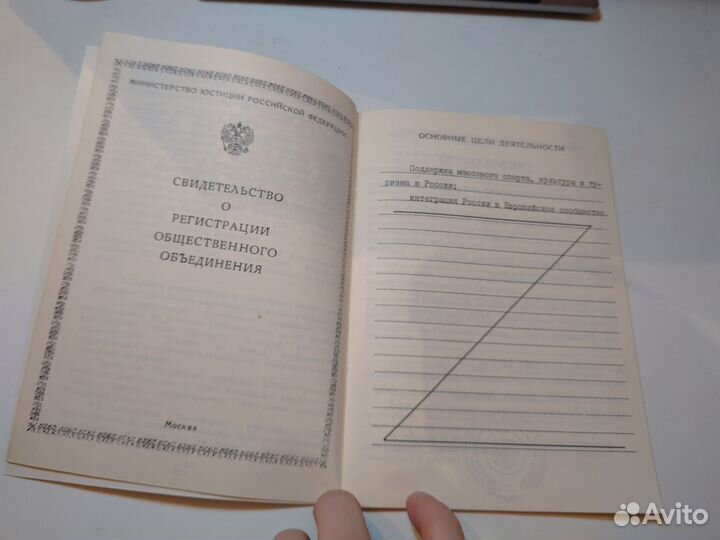 МИНИСТЕРСТВО ЮСТИЦИИ РОССИЙСКОЙ ФЕДЕРАЦИИ
СВИДЕТЕЛЬСТВО
О
РЕГИСТРАЦИИ
ОБЩЕСТВЕННОГО
ОБЪЕДИНЕНИЯ
Москва
ОСНОВНЫЕ ЦЕЛИ ДЕЯТЕЛЬНОСТИ
Поддержка массового спорта, культуры и ту-
ризма в России;
интеграция России в Европейское сообщество.
Avito